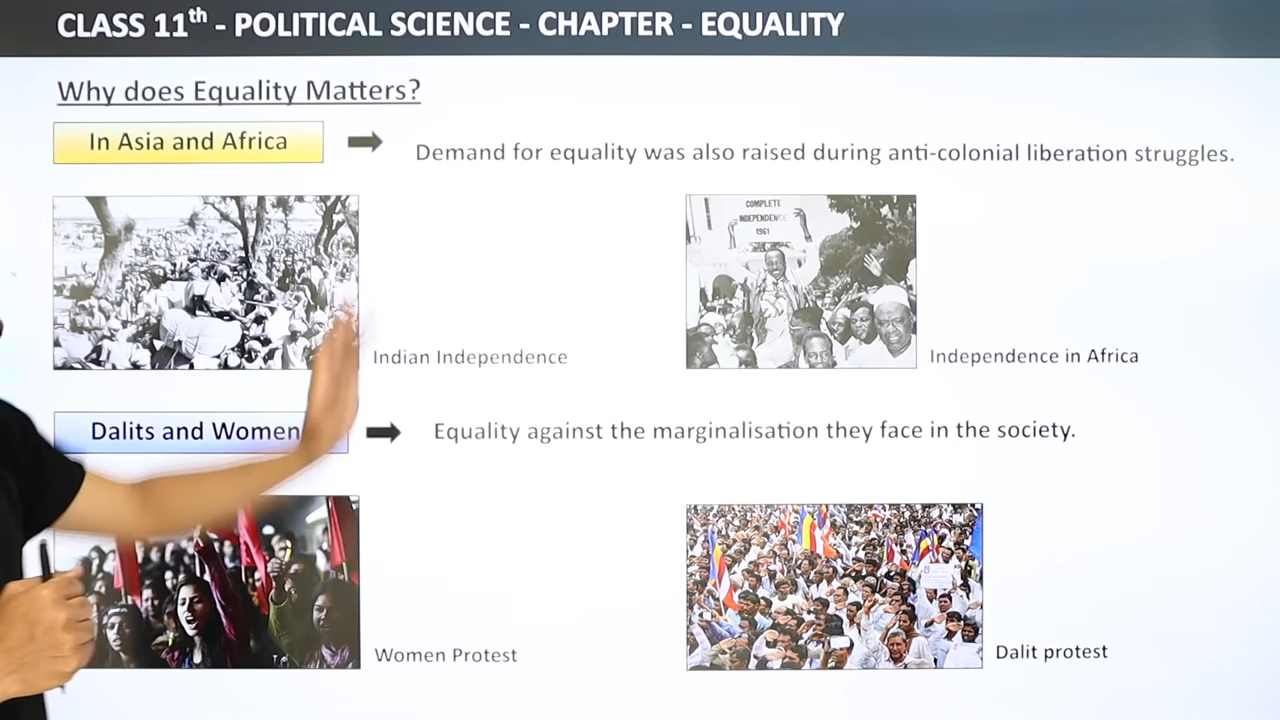 CLASS 11th - POLITICAL SCIENCE - CHAPTER - EQUALITY
Why does Equality Matters?
In Asia and Africa
Demand for equality was also raised during anti-colonial liberation struggles.
COMPLETE
INDEPENDENCE
1961
Indian Independence
Independence in Africa
Dalits and Women
Equality against the marginalisation they face in the society.
Women Protest
Dalit protest